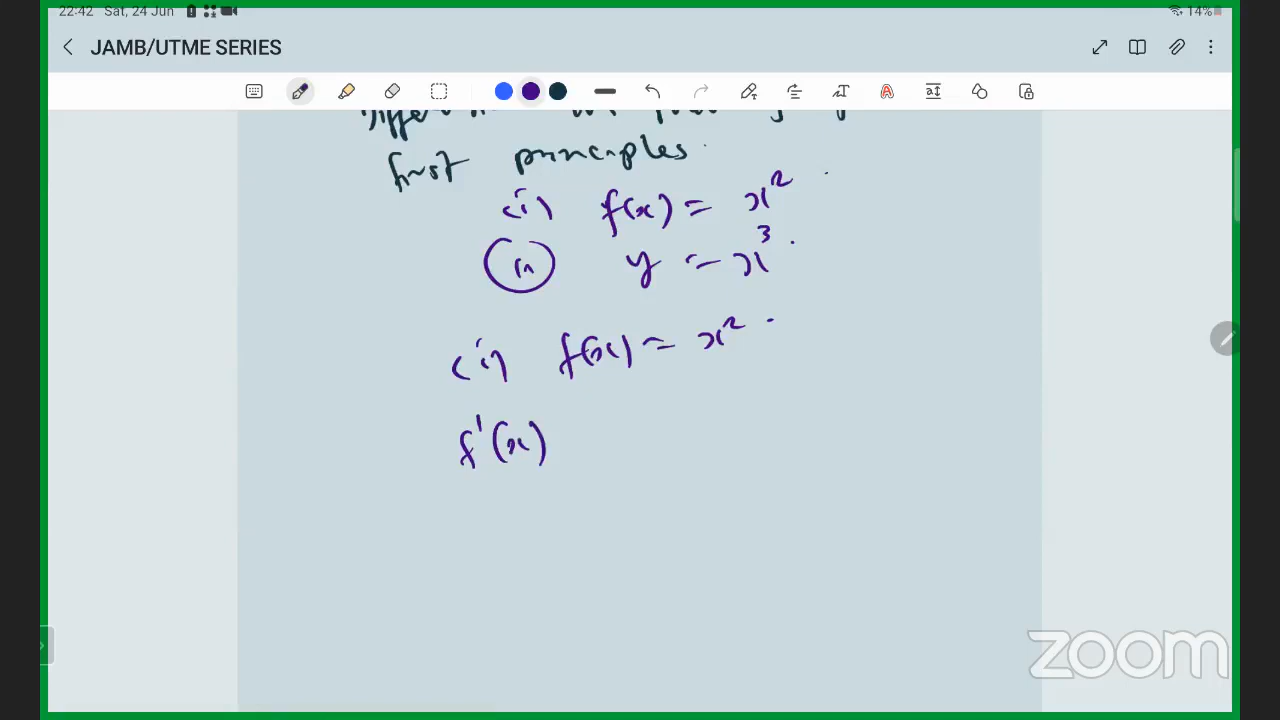 22:42 Sat, 24 Jun 14%
JAMB/UTME SERIES
first principles.
(i) f(x) = x²
(ii) y = x³.
(i) f(x) = x².
f'(x)
zoom